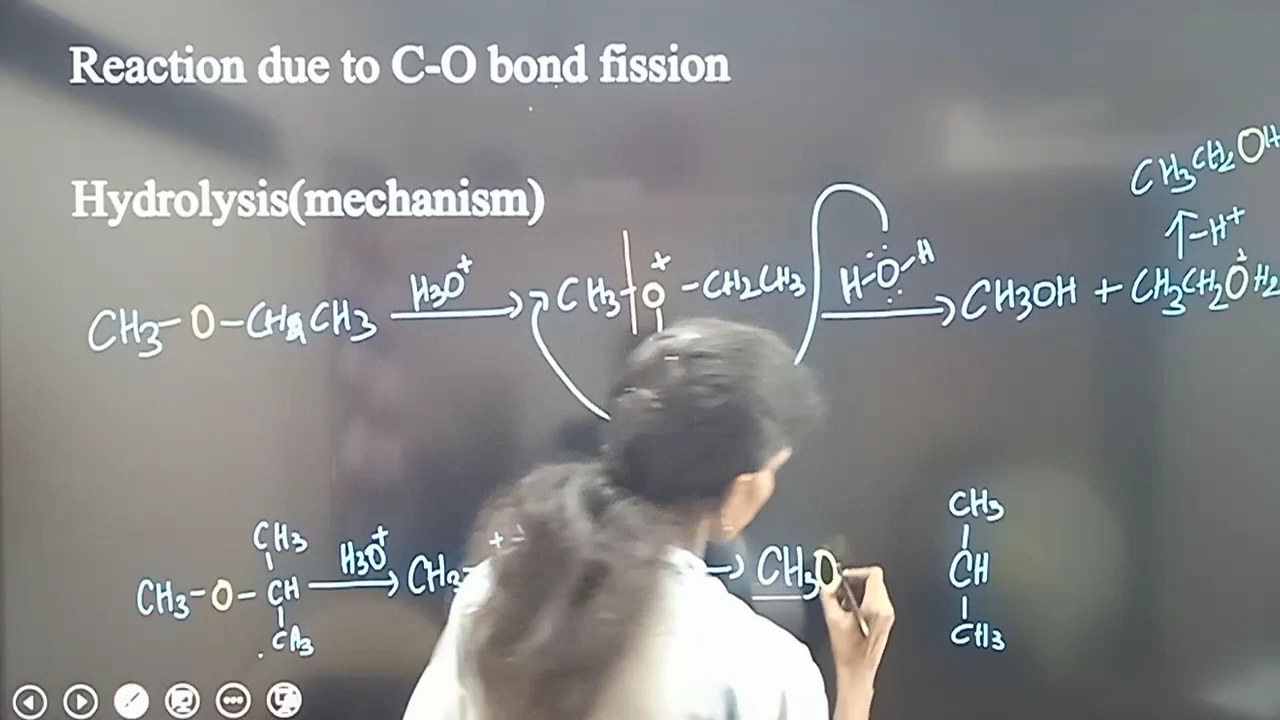 Reaction due to C-O bond fission
Hydrolysis(mechanism)
CH3CH2OH
↑-H+
CH3-O-CH2CH3 H3O+ → CH3-O+-CH2CH3 H-O-H → CH3OH + CH3CH2O+H2
CH3 CH3
CH3-O-CH H3O+ → CH3 → CH3O CH
CH3 CH3